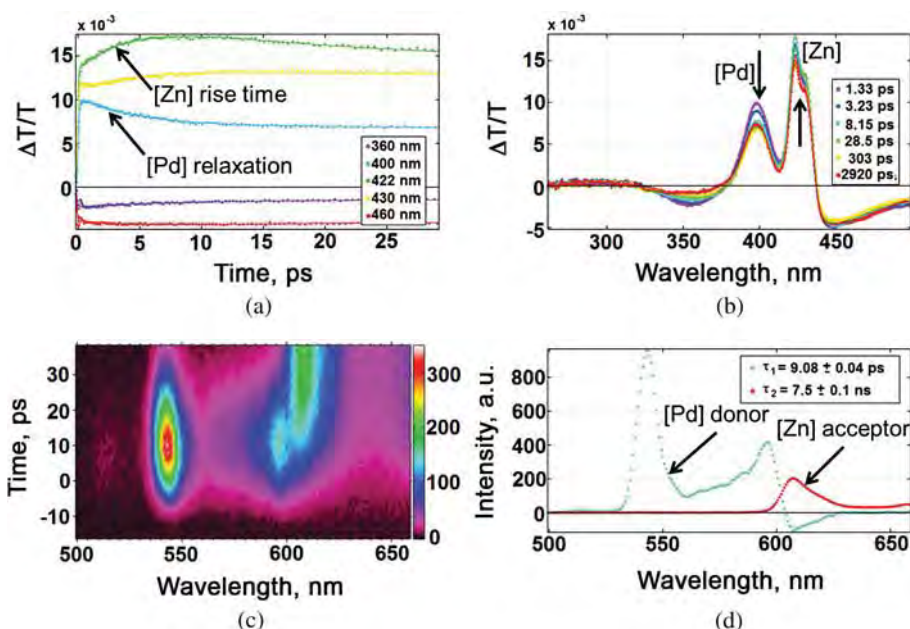 x 10⁻³
15
10
5
0
ΔT/T
[Zn] rise time
[Pd] relaxation
360 nm
400 nm
422 nm
430 nm
460 nm
0 5 10 15 20 25
Time, ps
(a)
x 10⁻³
15
10
5
0
-5
ΔT/T
[Pd]
[Zn]
1.33 ps
3.23 ps
8.15 ps
28.5 ps
303 ps
2920 ps
300 350 400 450
Wavelength, nm
(b)
30
20
10
0
-10
Time, ps
300
200
100
0
500 550 600
Wavelength, nm
(c)
800
600
400
200
0
Intensity, a.u.
τ₁ = 9.08 ± 0.04 ps
τ₂ = 7.5 ± 0.1 ns
[Pd] donor
[Zn] acceptor
500 550 600 650
Wavelength, nm
(d)